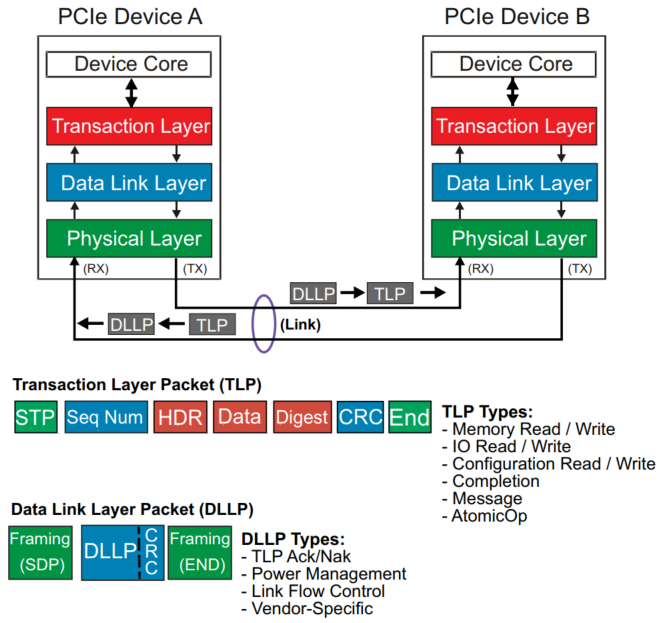 PCIe Device A
PCIe Device B
Device Core
Device Core
Transaction Layer
Transaction Layer
Data Link Layer
Data Link Layer
Physical Layer
Physical Layer
(RX)
(TX)
(RX)
(TX)
DLLP
TLP
DLLP
TLP
(Link)
Transaction Layer Packet (TLP)
STP Seq Num HDR Data Digest CRC End
TLP Types:
- Memory Read / Write
- IO Read / Write
- Configuration Read / Write
- Completion
- Message
- AtomicOp
Data Link Layer Packet (DLLP)
Framing
(SDP)
DLLP
CRC
Framing
(END)
DLLP Types:
- TLP Ack/Nak
- Power Management
- Link Flow Control
- Vendor-Specific